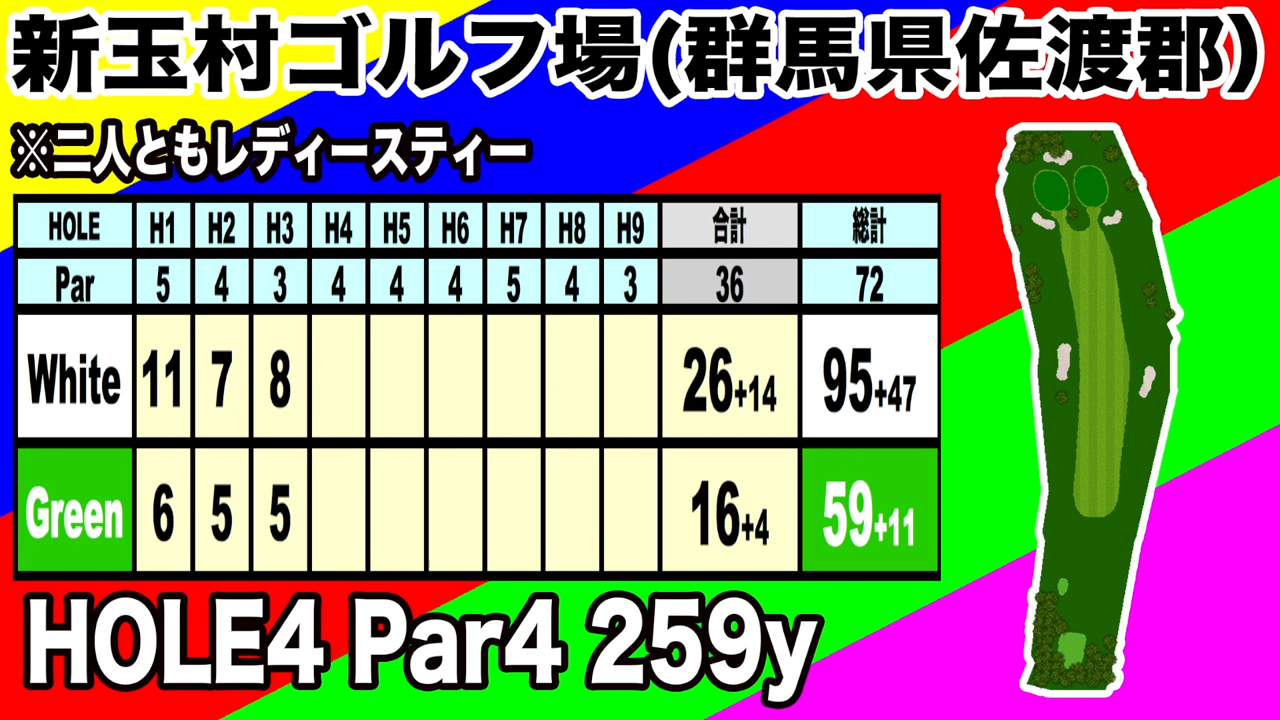 新玉村ゴルフ場(群馬県佐渡郡)
※二人ともレディースティー
HOLE H1 H2 H3 H4 H5 H6 H7 H8 H9 合計 総計
Par 5 4 3 4 4 4 5 4 3 36 72
White 11 7 8 26+14 95+47
Green 6 5 5 16+4 59+11
HOLE4 Par4 259y